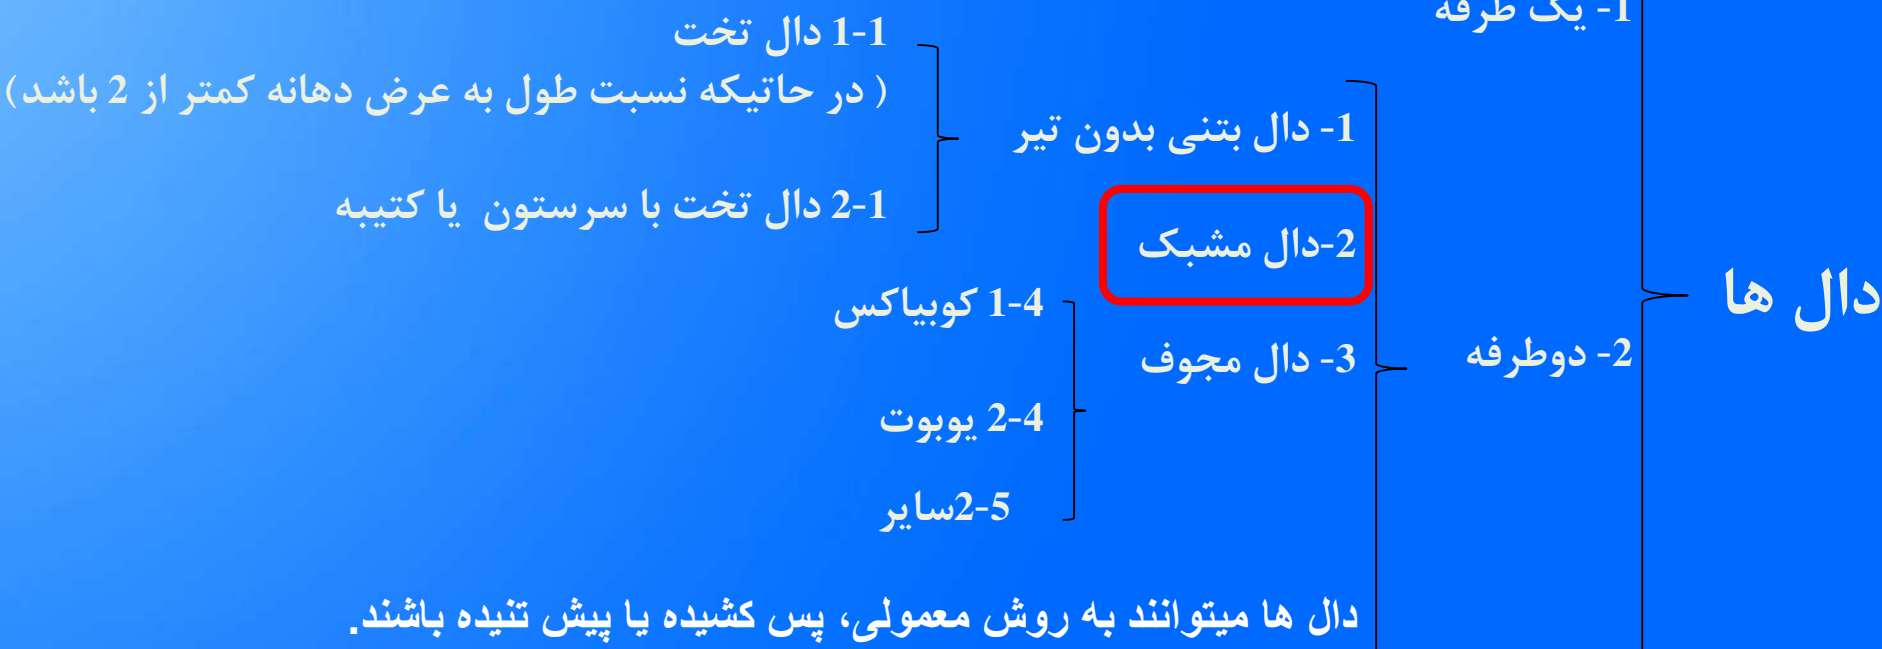 دال ها
1- یک طرفه
2- دوطرفه
1- دال بتنی بدون تیر
1-1 دال تخت
( در حاتیکه نسبت طول به عرض دهانه کمتر از 2 باشد)
2-1 دال تخت با سرستون یا کتیبه
2-دال مشبک
3- دال مجوف
1-4 کوبیاکس
2-4 یوبوت
2-5سایر
دال ها میتوانند به روش معمولی، پس کشیده یا پیش تنیده باشند.